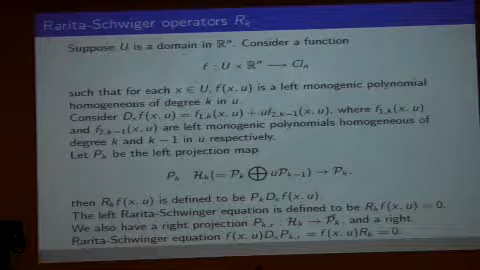 Rarita-Schwiger operators R_k
Suppose U is a domain in ℝⁿ. Consider a function
f : U × ℝⁿ → Cl_n
such that for each x ∈ U, f(x, u) is a left monogenic polynomial
homogeneous of degree k in u.
Consider D_x f(x, u) = f_{1,k}(x, u) + u f_{2,k−1}(x, u), where f_{1,k}(x, u)
and f_{2,k−1}(x, u) are left monogenic polynomials homogeneous of
degree k and k − 1 in u respectively.
Let P_k be the left projection map
P_k H_k(= P_k ⊕ uP_{k−1}) → P_k,
then R_k f(x, u) is defined to be P_k D_x f(x, u)
The left Rarita-Schwinger equation is defined to be R_k f(x, u) = 0.
We also have a right projection P_{k,r} : H_k → P̄_k, and a right
Rarita-Schwinger equation f(x, u)D_x P_{k,r} = f(x, u)R_k = 0.